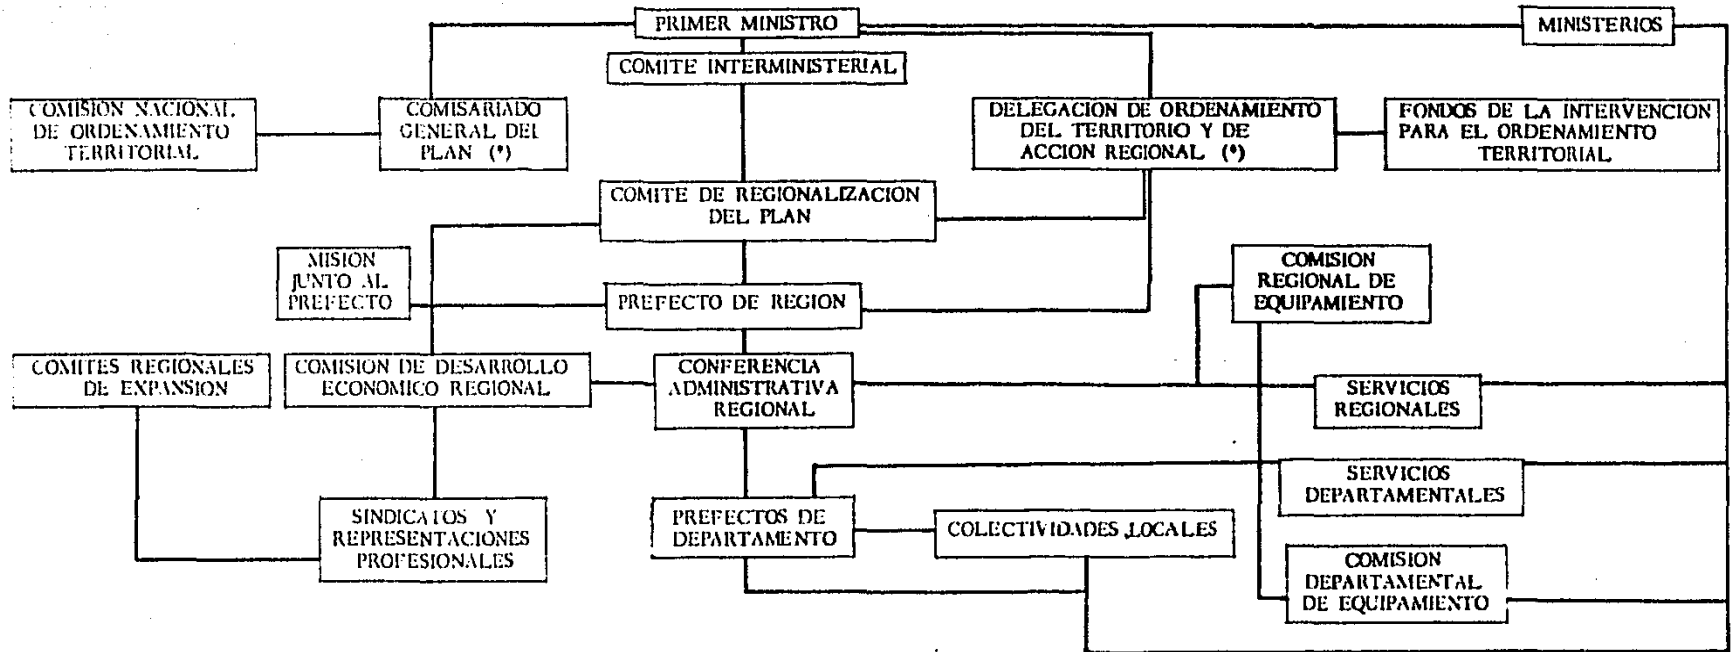 PRIMER MINISTRO
MINISTERIOS
COMITE INTERMINISTERIAL
COMISION NACIONAL
DE ORDENAMIENTO
TERRITORIAL
COMISARIADO
GENERAL DEL
PLAN (*)
DELEGACION DE ORDENAMIENTO
DEL TERRITORIO Y DE
ACCION REGIONAL (*)
FONDOS DE LA INTERVENCION
PARA EL ORDENAMIENTO
TERRITORIAL
COMITE DE REGIONALIZACION
DEL PLAN
MISION
JUNTO AL
PREFECTO
PREFECTO DE REGION
COMISION
REGIONAL DE
EQUIPAMIENTO
COMITES REGIONALES
DE EXPANSION
COMISION DE DESARROLLO
ECONOMICO REGIONAL
CONFERENCIA
ADMINISTRATIVA
REGIONAL
SERVICIOS
REGIONALES
SERVICIOS
DEPARTAMENTALES
SINDICATOS Y
REPRESENTACIONES
PROFESIONALES
PREFECTOS DE
DEPARTAMENTO
COLECTIVIDADES LOCALES
COMISION
DEPARTAMENTAL
DE EQUIPAMIENTO